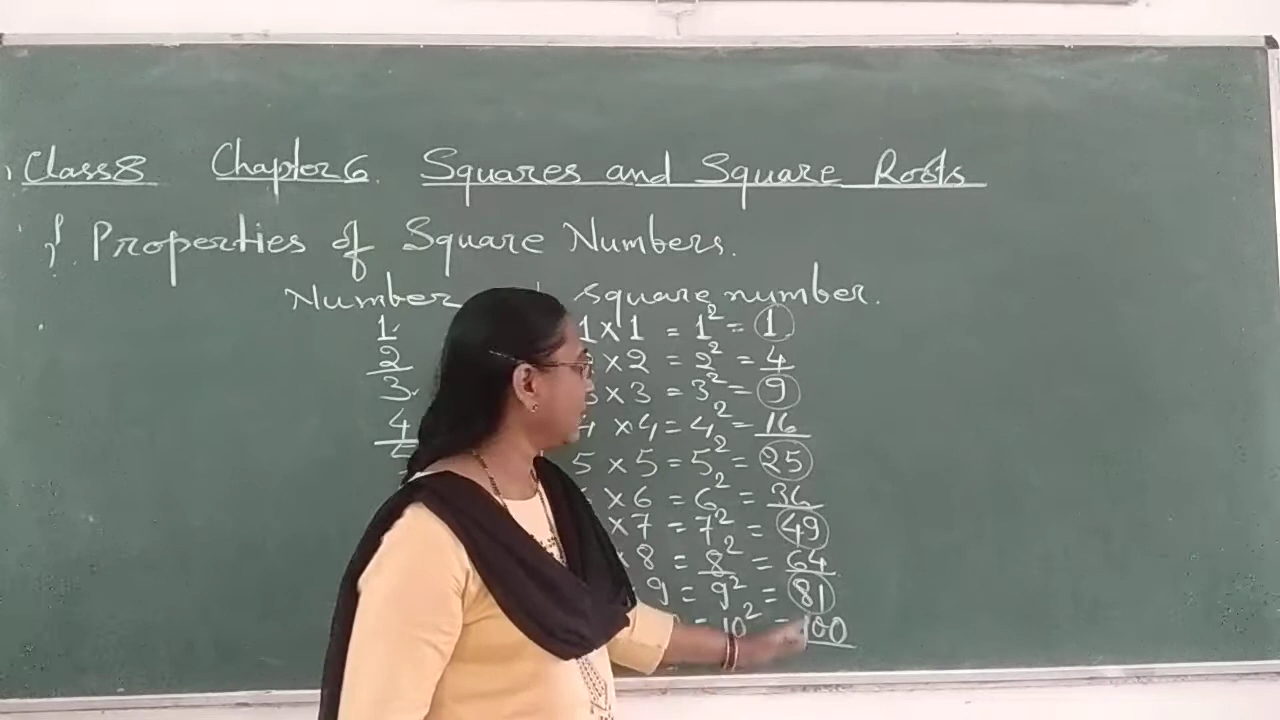 Class 8 Chapter 6 Squares and Square Roots
Properties of Square Numbers.
Number square number.
1 1 × 1 = 1² = 1
2 × 2 = 2² = 4
3 × 3 = 3² = 9
4 × 4 = 4² = 16
5 × 5 = 5² = 25
× 6 = 6² = 36
× 7 = 7² = 49
× 8 = 8² = 64
9 = 9² = 81
= 10² = 100